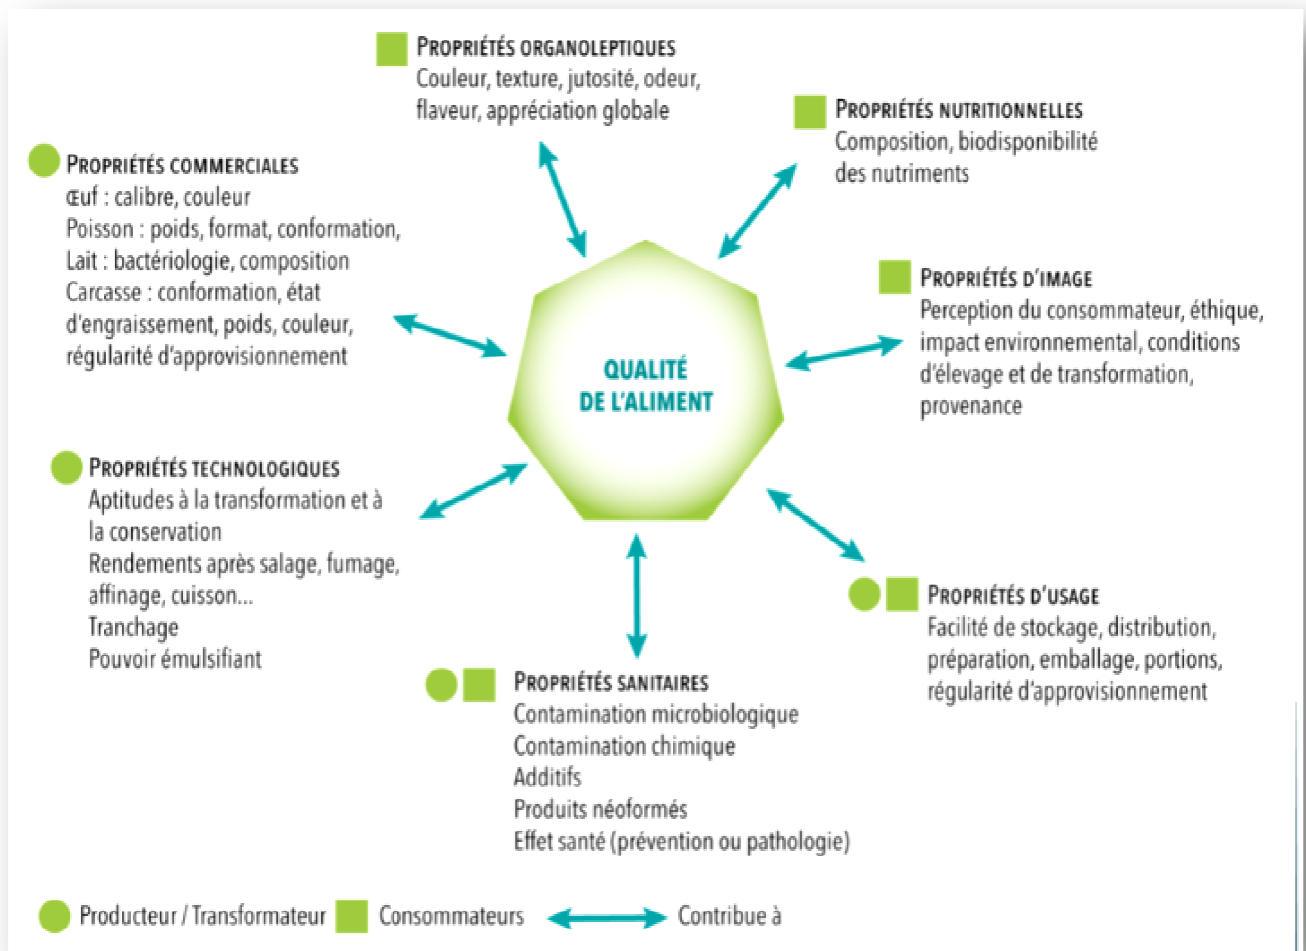 PROPRIÉTÉS ORGANOLEPTIQUES
Couleur, texture, jutosité, odeur,
flaveur, appréciation globale
PROPRIÉTÉS NUTRITIONNELLES
Composition, biodisponibilité
des nutriments
PROPRIÉTÉS COMMERCIALES
Œuf : calibre, couleur
Poisson : poids, format, conformation,
Lait : bactériologie, composition
Carcasse : conformation, état
d'engraissement, poids, couleur,
régularité d'approvisionnement
PROPRIÉTÉS D'IMAGE
Perception du consommateur, éthique,
impact environnemental, conditions
d'élevage et de transformation,
provenance
QUALITÉ
DE L'ALIMENT
PROPRIÉTÉS TECHNOLOGIQUES
Aptitudes à la transformation et à
la conservation
Rendements après salage, fumage,
affinage, cuisson...
Tranchage
Pouvoir émulsifiant
PROPRIÉTÉS D'USAGE
Facilité de stockage, distribution,
préparation, emballage, portions,
régularité d'approvisionnement
PROPRIÉTÉS SANITAIRES
Contamination microbiologique
Contamination chimique
Additifs
Produits néoformés
Effet santé (prévention ou pathologie)
Producteur / Transformateur
Consommateurs
Contribue à